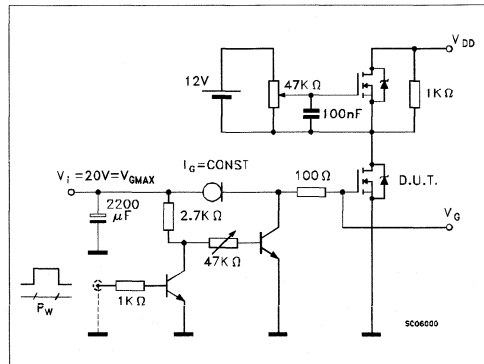 V_DD
12V
47KΩ
100nF
1KΩ
V_i=20V=V_GMAX
I_G=CONST
100Ω
D.U.T.
2200
μF
2.7KΩ
V_G
47KΩ
1KΩ
P_W
SC06000